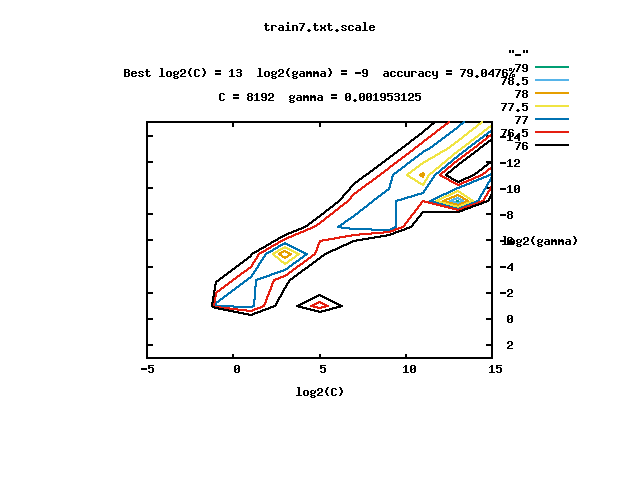 train7.txt.scale
"-"
Best log2(C) = 13 log2(gamma) = -9 accuracy = 79.0476%
79
78.5
C = 8192 gamma = 0.001953125
78
77.5
77
76.5
-14
76
-12
-10
-8
-6
log2(gamma)
-4
-2
0
2
-5 0 5 10 15
log2(C)